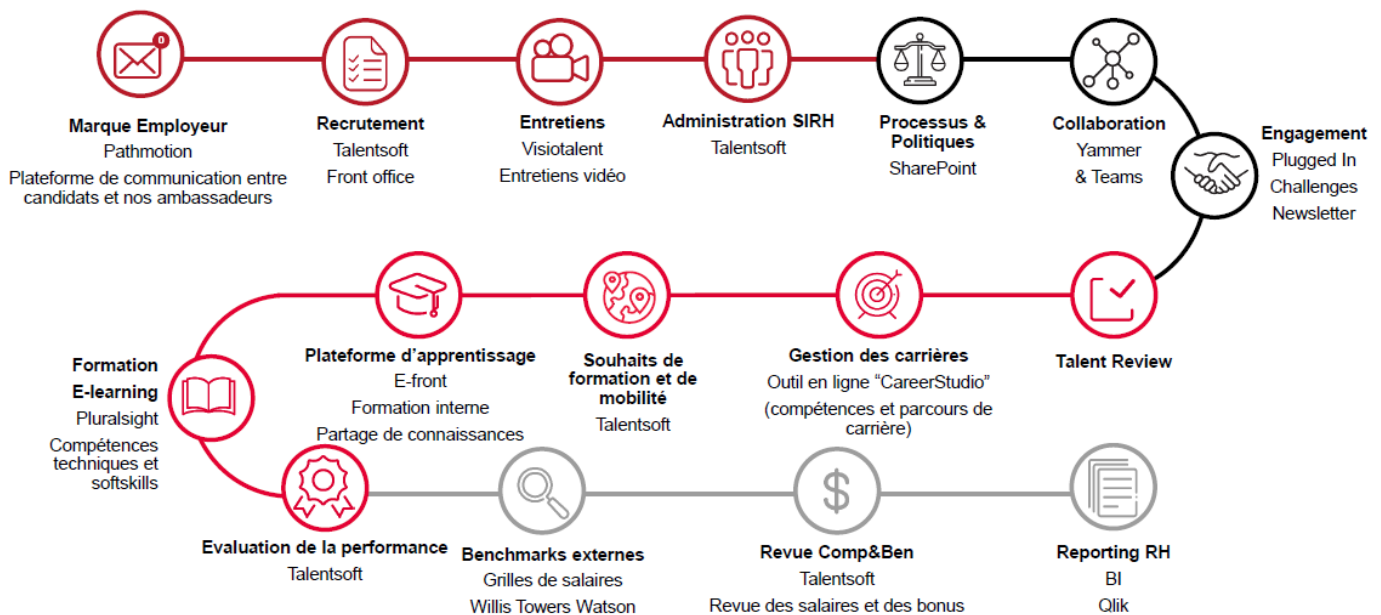 0
Marque Employeur
Pathmotion
Plateforme de communication entre
candidats et nos ambassadeurs
Recrutement
Talentsoft
Front office
Entretiens
Visiotalent
Entretiens vidéo
Administration SIRH
Talentsoft
Processus &
Politiques
SharePoint
Collaboration
Yammer
& Teams
Engagement
Plugged In
Challenges
Newsletter
Talent Review
Gestion des carrières
Outil en ligne “CareerStudio”
(compétences et parcours de
carrière)
Souhaits de
formation et de
mobilité
Talentsoft
Plateforme d’apprentissage
E-front
Formation interne
Partage de connaissances
Formation
E-learning
Pluralsight
Compétences
techniques et
softskills
Evaluation de la performance
Talentsoft
Benchmarks externes
Grilles de salaires
Willis Towers Watson
$
Revue Comp&Ben
Talentsoft
Revue des salaires et des bonus
Reporting RH
BI
Qlik